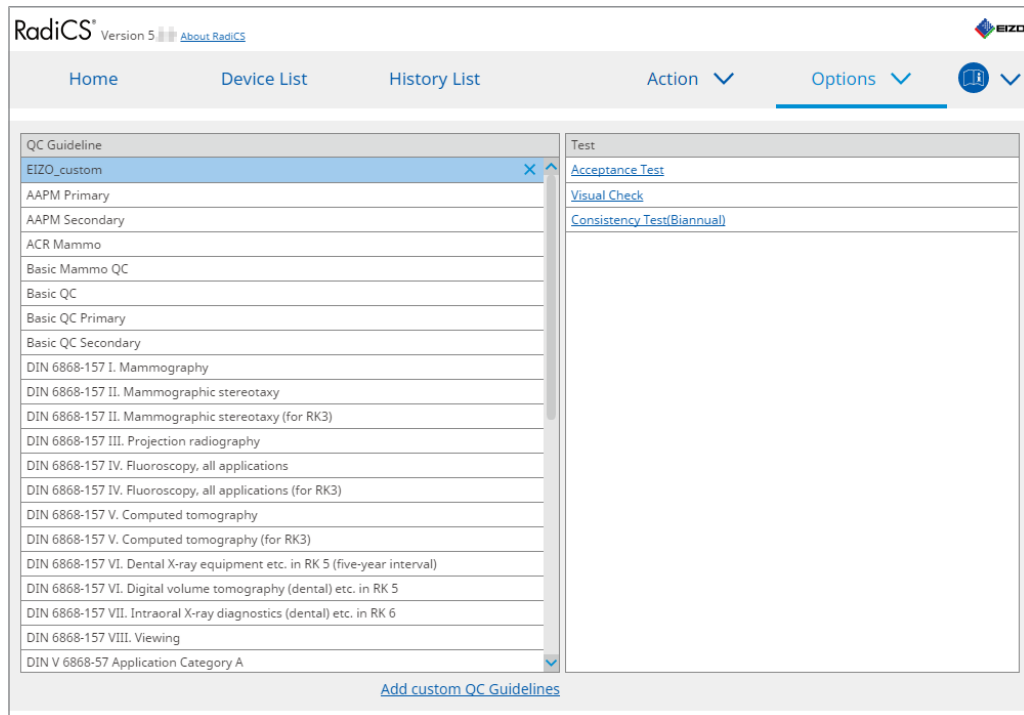 RadiCS® Version 5. About RadiCS EIZO
Home Device List History List Action Options
QC Guideline Test
EIZO_custom Acceptance Test
AAPM Primary Visual Check
AAPM Secondary Consistency Test(Biannual)
ACR Mammo
Basic Mammo QC
Basic QC
Basic QC Primary
Basic QC Secondary
DIN 6868-157 I. Mammography
DIN 6868-157 II. Mammographic stereotaxy
DIN 6868-157 II. Mammographic stereotaxy (for RK3)
DIN 6868-157 III. Projection radiography
DIN 6868-157 IV. Fluoroscopy, all applications
DIN 6868-157 IV. Fluoroscopy, all applications (for RK3)
DIN 6868-157 V. Computed tomography
DIN 6868-157 V. Computed tomography (for RK3)
DIN 6868-157 VI. Dental X-ray equipment etc. in RK 5 (five-year interval)
DIN 6868-157 VI. Digital volume tomography (dental) etc. in RK 5
DIN 6868-157 VII. Intraoral X-ray diagnostics (dental) etc. in RK 6
DIN 6868-157 VIII. Viewing
DIN V 6868-57 Application Category A
Add custom QC Guidelines